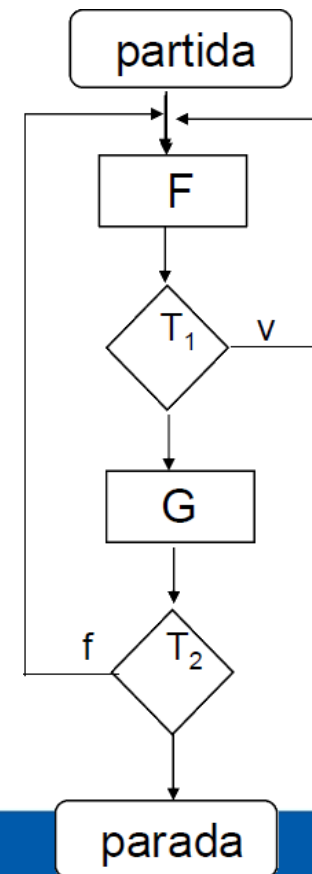 partida
F
T₁ v
G
f T₂
parada